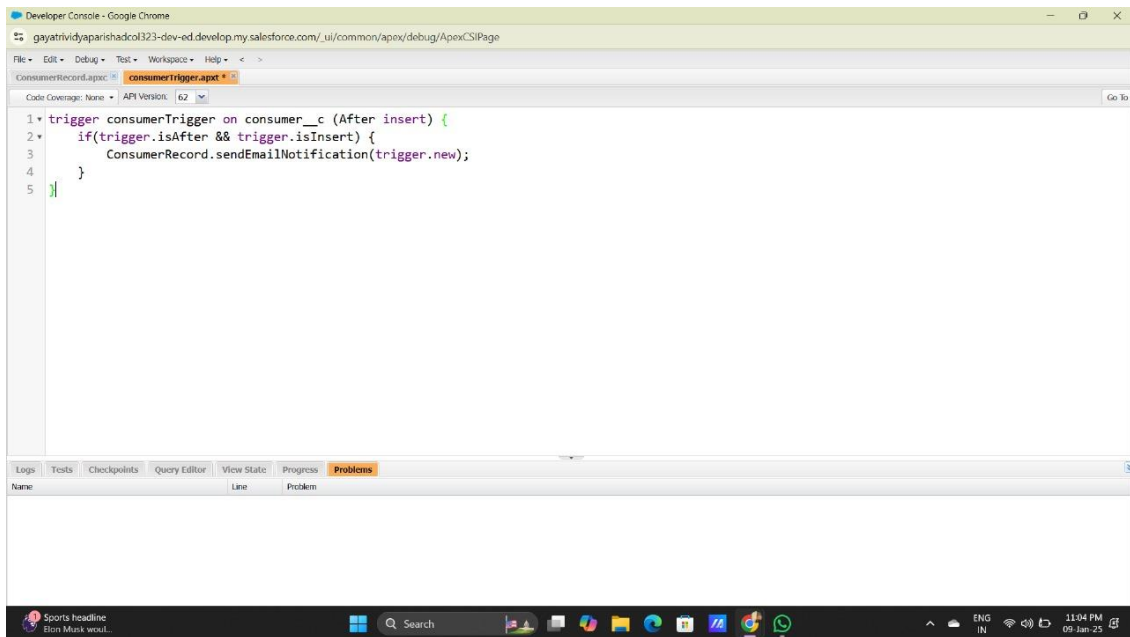 Developer Console - Google Chrome
gayatrividyaparishadcol323-dev-ed.develop.my.salesforce.com/_ui/common/apex/debug/ApexCSIPage
File Edit Debug Test Workspace Help < >
ConsumerRecord.apxc consumerTrigger.apxt *
Code Coverage: None API Version: 62 Go To
1 trigger consumerTrigger on consumer__c (After insert) {
2 if(trigger.isAfter && trigger.isInsert) {
3 ConsumerRecord.sendEmailNotification(trigger.new);
4 }
5 }
Logs Tests Checkpoints Query Editor View State Progress Problems
Name Line Problem
1 Sports headline
Elon Musk woul...
Search
ENG
IN
11:04 PM
09-Jan-25